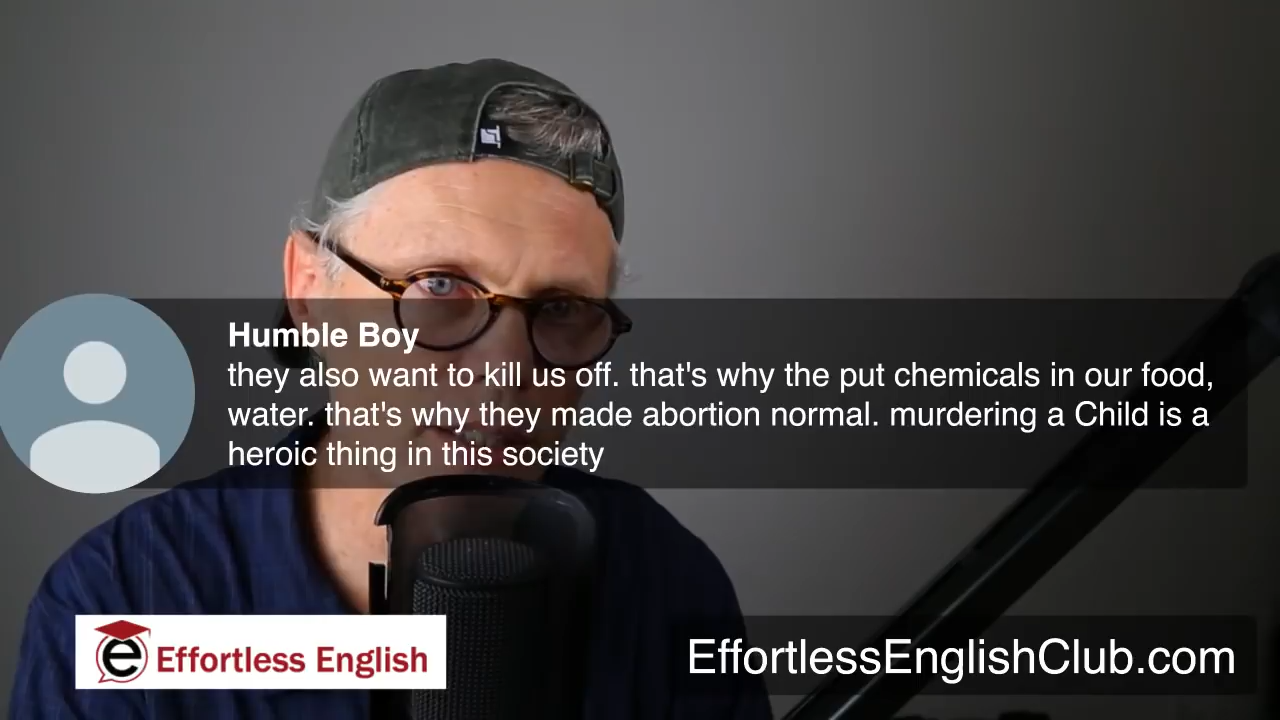 Humble Boy
they also want to kill us off. that's why the put chemicals in our food,
water. that's why they made abortion normal. murdering a Child is a
heroic thing in this society
e Effortless English
EffortlessEnglishClub.com